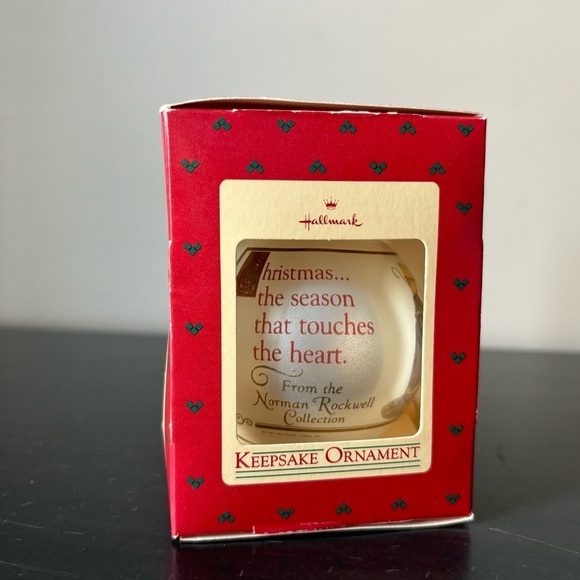 Hallmark
hristmas...
the season
that touches
the heart.
From the
Norman Rockwell
Collection
KEEPSAKE ORNAMENT